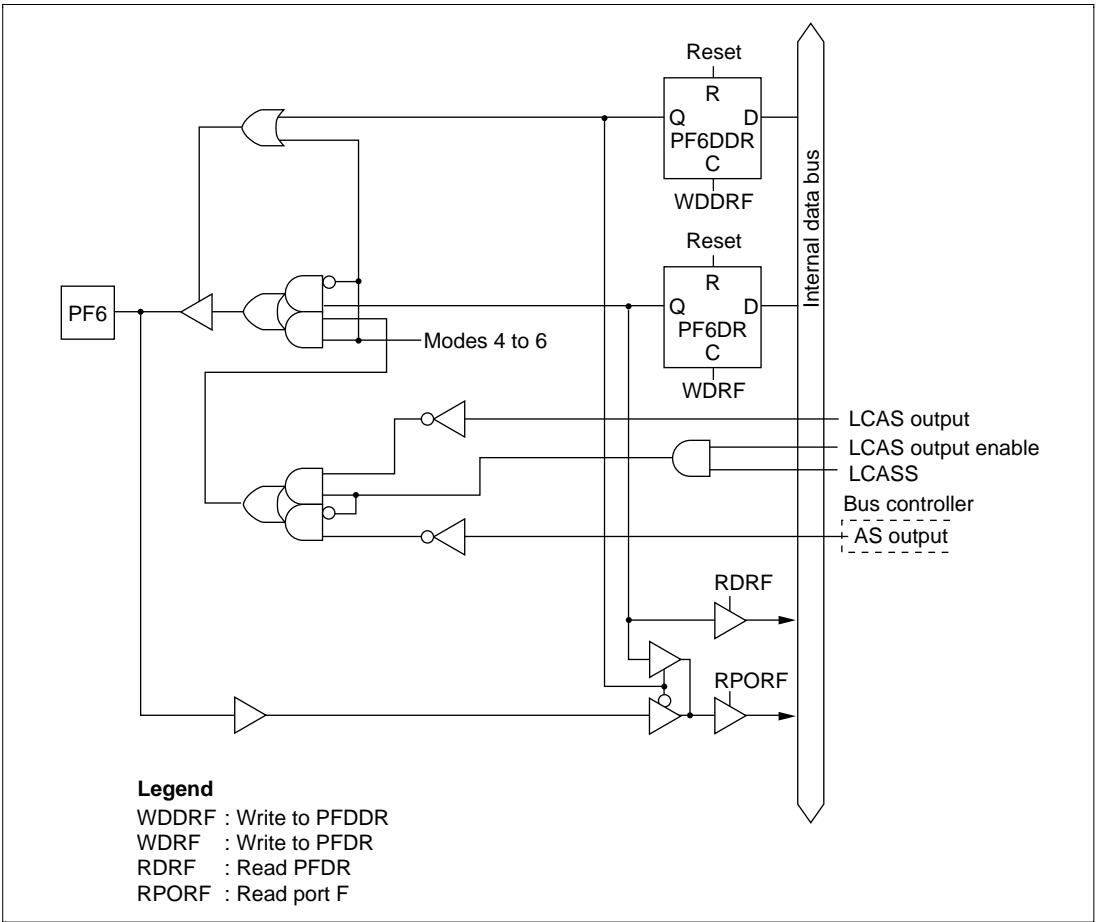 Reset
R
Q D
PF6DDR
C
WDDRF
Internal data bus
Reset
R
Q D
PF6DR
C
WDRF
PF6
Modes 4 to 6
LCAS output
LCAS output enable
LCASS
Bus controller
AS output
RDRF
RPORF
Legend
WDDRF : Write to PFDDR
WDRF : Write to PFDR
RDRF : Read PFDR
RPORF : Read port F